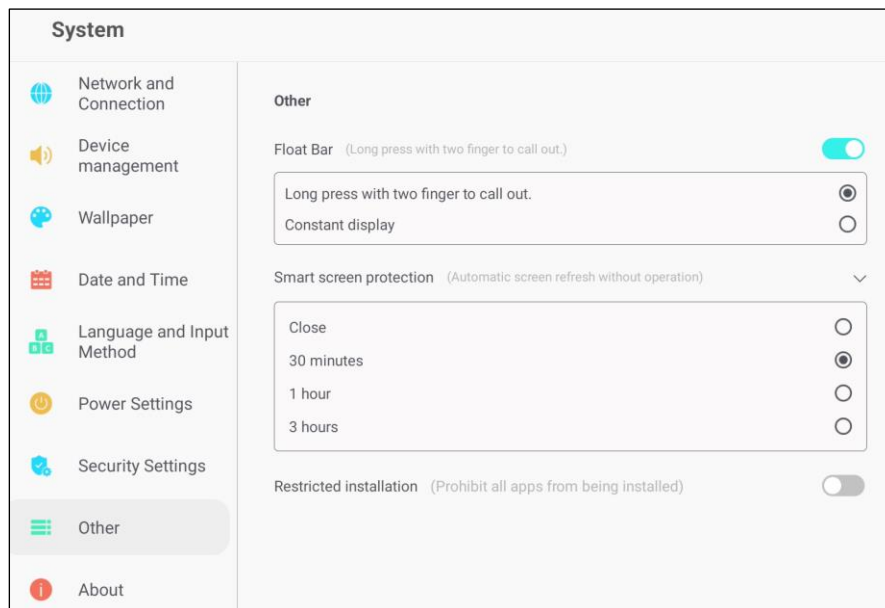 System
Network and
Connection
Device
management
Wallpaper
Date and Time
A
B C
Language and Input
Method
Power Settings
Security Settings
Other
About
Other
Float Bar (Long press with two finger to call out.)
Long press with two finger to call out.
Constant display
Smart screen protection (Automatic screen refresh without operation)
Close
30 minutes
1 hour
3 hours
Restricted installation (Prohibit all apps from being installed)